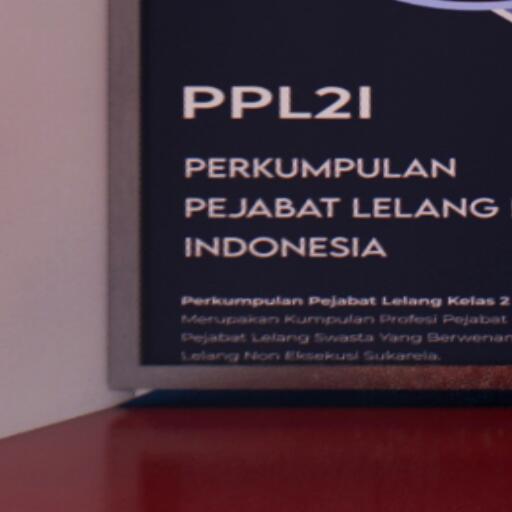 PPL2I
PERKUMPULAN
PEJABAT LELANG
INDONESIA
Perkumpulan Pejabat Lelang Kelas 2
Merupakan Kumpulan Profesi Pejabat
Pejabat Lelang Swasta Yang Berwenan
Lelang Non Eksekusi Sukarela.